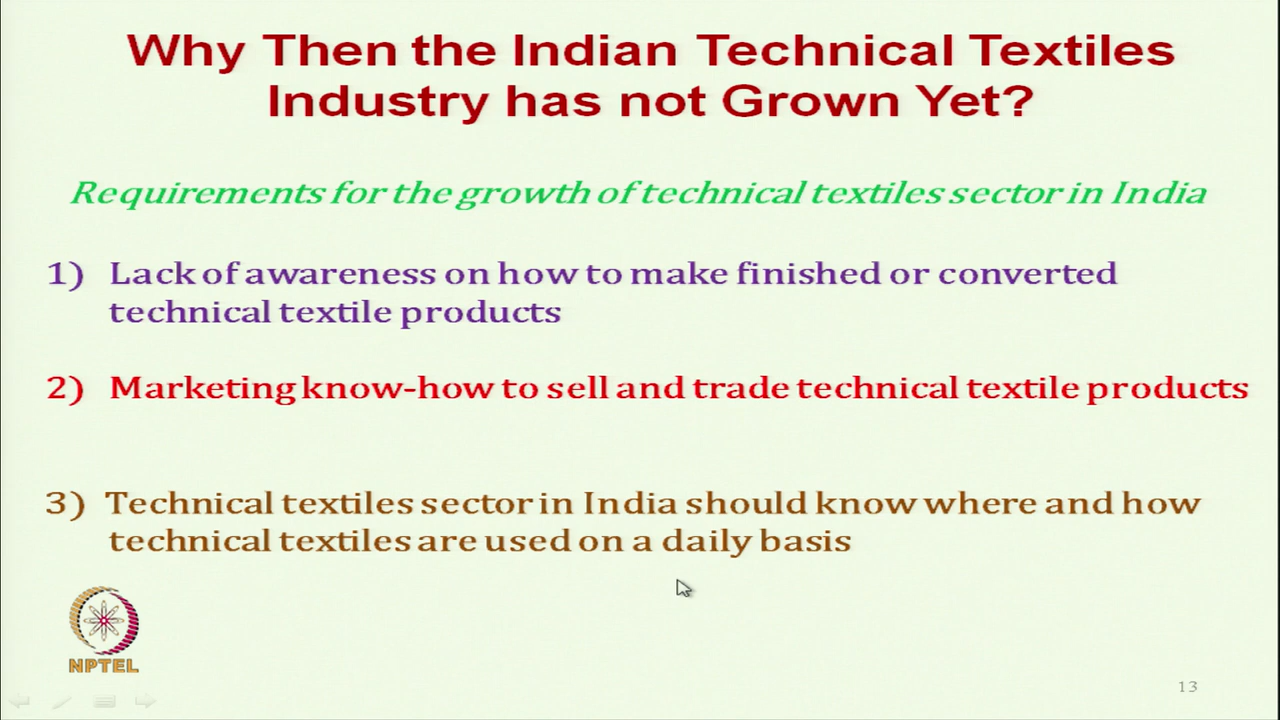 Why Then the Indian Technical Textiles
Industry has not Grown Yet?
Requirements for the growth of technical textiles sector in India
1) Lack of awareness on how to make finished or converted
technical textile products
2) Marketing know-how to sell and trade technical textile products
3) Technical textiles sector in India should know where and how
technical textiles are used on a daily basis
NPTEL
13